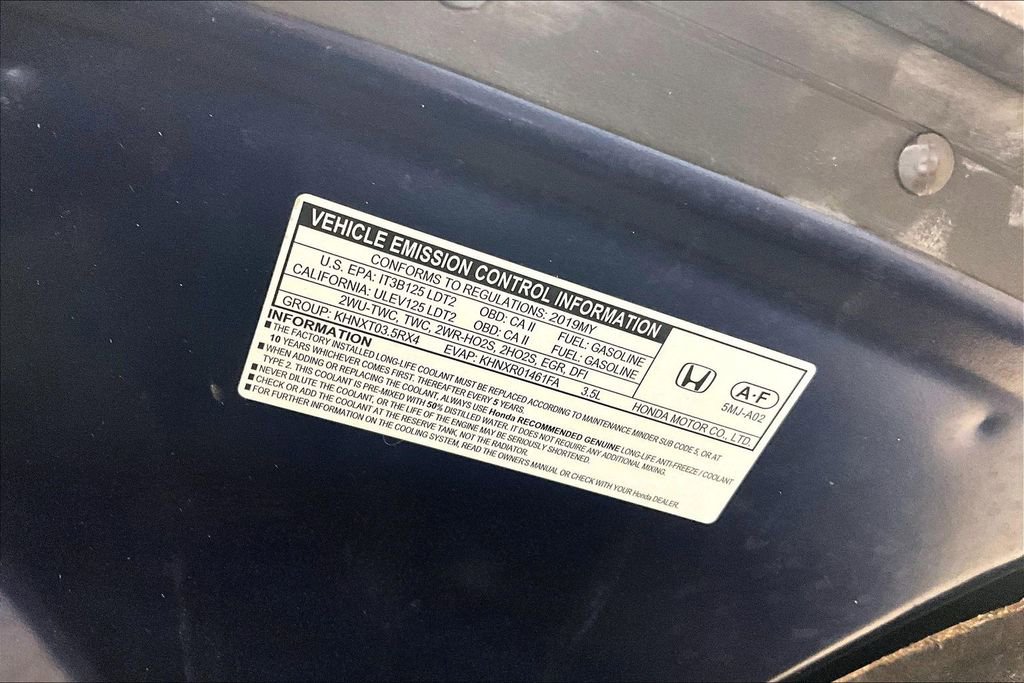 VEHICLE EMISSION CONTROL INFORMATION
CONFORMS TO REGULATIONS: 2019MY
U.S. EPA: IT3B125 LDT2 OBD: CA II FUEL: GASOLINE
CALIFORNIA: ULEV125 LDT2 OBD: CA II FUEL: GASOLINE
2WU-TWC, TWC, 2WR-HO2S, 2HO2S, EGR, DFI
GROUP: KHNXT03.5RX4 EVAP: KHNXR01461FA 3.5L
A·F
5MJ-A02
HONDA MOTOR CO., LTD.
INFORMATION
■ THE FACTORY INSTALLED LONG-LIFE COOLANT MUST BE REPLACED ACCORDING TO MAINTENANCE MINDER SUB CODE 5, OR AT
10 YEARS WHICHEVER COMES FIRST. THEREAFTER EVERY 5 YEARS.
■ WHEN ADDING OR REPLACING THE COOLANT, ALWAYS USE Honda RECOMMENDED GENUINE LONG-LIFE ANTI-FREEZE / COOLANT
TYPE 2. THIS COOLANT IS PRE-MIXED WITH 50% DISTILLED WATER. IT DOES NOT REQUIRE ANY ADDITIONAL MIXING.
■ NEVER DILUTE THE COOLANT, OR THE LIFE OF THE ENGINE MAY BE SERIOUSLY SHORTENED.
■ CHECK OR ADD THE COOLANT AT THE RESERVE TANK, NOT THE RADIATOR.
■ FOR FURTHER INFORMATION ON THE COOLING SYSTEM, READ THE OWNER'S MANUAL OR CHECK WITH YOUR Honda DEALER.